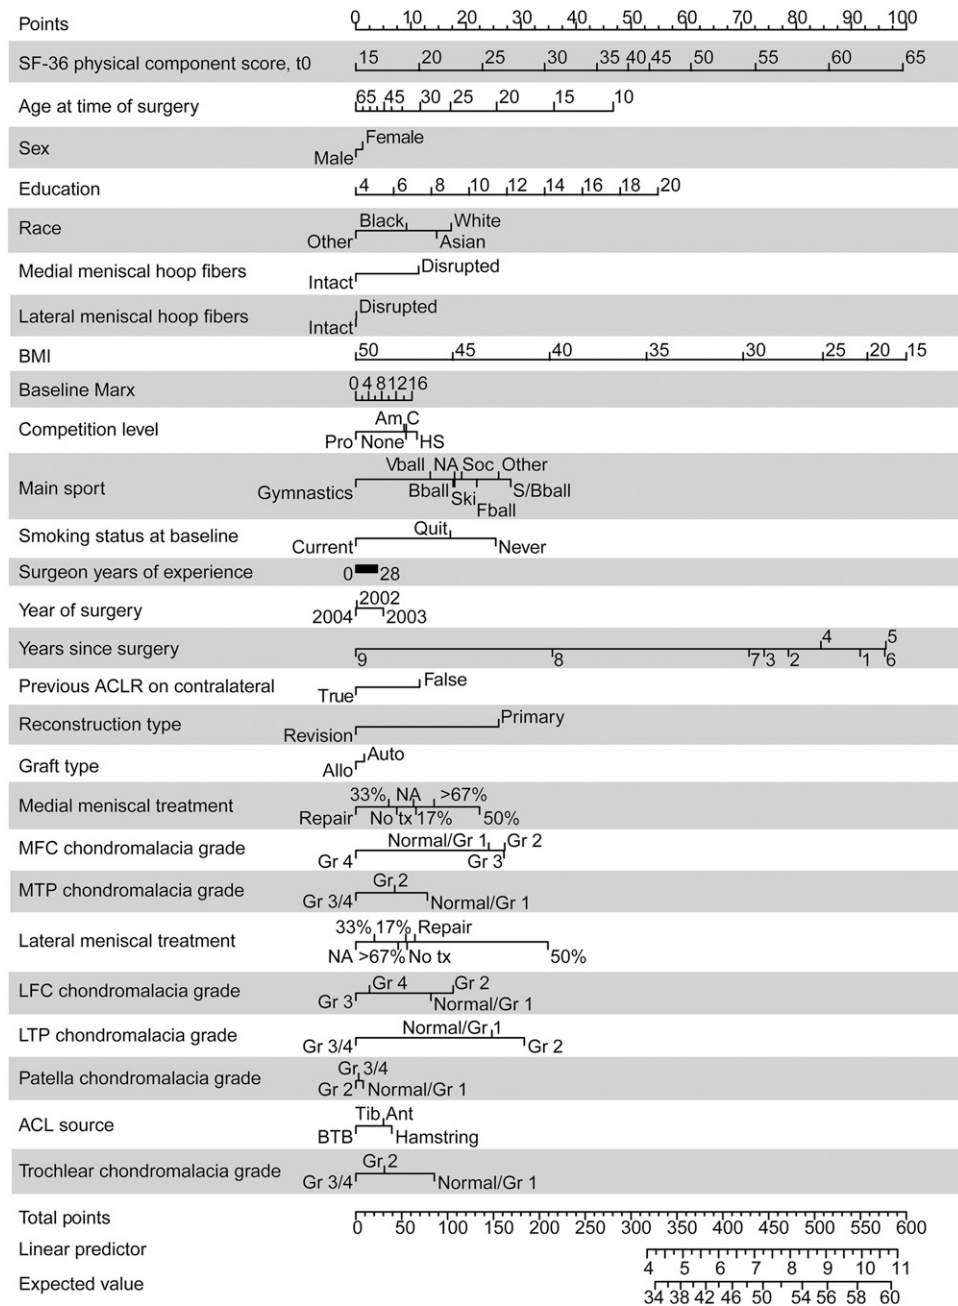 Points 0 10 20 30 40 50 60 70 80 90 100
SF-36 physical component score, t0 15 20 25 30 35 40 45 50 55 60 65
Age at time of surgery 65 45 30 25 20 15 10
Female
Sex
Male
Education 4 6 8 10 12 14 16 18 20
Black White
Race
Other Asian
Medial meniscal hoop fibers Disrupted
Intact
Disrupted
Lateral meniscal hoop fibers
Intact
BMI 50 45 40 35 30 25 20 15
Baseline Marx 0 4 8 12 16
Am C
Competition level
Pro None HS
Vball NA Soc Other
Main sport
Gymnastics Bball Ski Fball S/Bball
Quit
Smoking status at baseline
Current Never
Surgeon years of experience 0 28
2002
Year of surgery
2004 2003
4 5
Years since surgery
9 8 7 3 2 1 6
Previous ACLR on contralateral False
True
Primary
Reconstruction type
Revision
Auto
Graft type
Allo
33% NA >67%
Medial meniscal treatment
Repair No tx 17% 50%
Normal/Gr 1 Gr 2
MFC chondromalacia grade
Gr 4 Gr 3
Gr 2
MTP chondromalacia grade
Gr 3/4 Normal/Gr 1
33% 17% Repair
Lateral meniscal treatment
NA >67% No tx 50%
Gr 4 Gr 2
LFC chondromalacia grade
Gr 3 Normal/Gr 1
Normal/Gr 1
LTP chondromalacia grade
Gr 3/4 Gr 2
Gr 3/4
Patella chondromalacia grade
Gr 2 Normal/Gr 1
Tib Ant
ACL source
BTB Hamstring
Gr 2
Trochlear chondromalacia grade
Gr 3/4 Normal/Gr 1
Total points
0 50 100 150 200 250 300 350 400 450 500 550 600
Linear predictor
4 5 6 7 8 9 10 11
Expected value
34 38 42 46 50 54 56 58 60